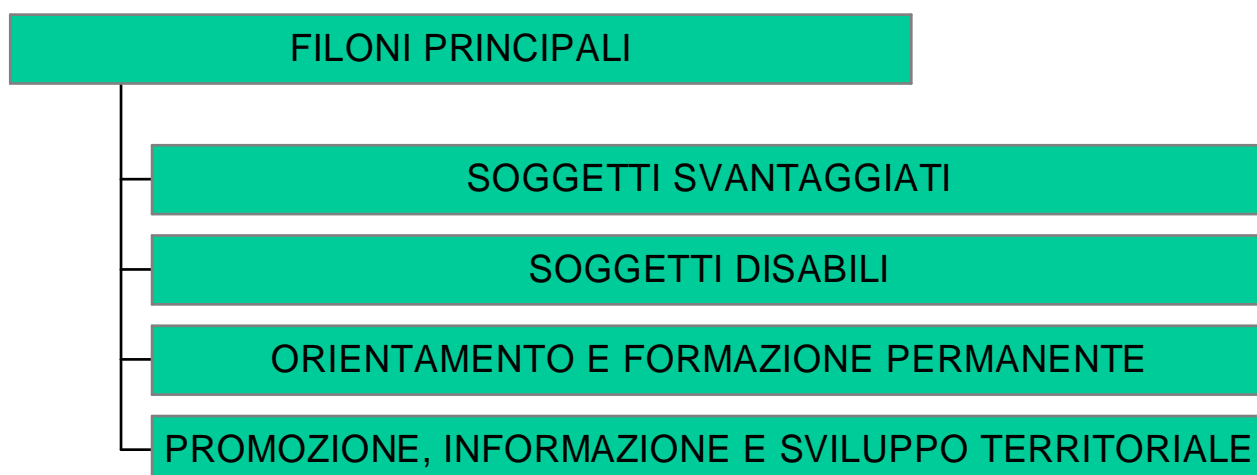 FILONI PRINCIPALI
SOGGETTI SVANTAGGIATI
SOGGETTI DISABILI
ORIENTAMENTO E FORMAZIONE PERMANENTE
PROMOZIONE, INFORMAZIONE E SVILUPPO TERRITORIALE